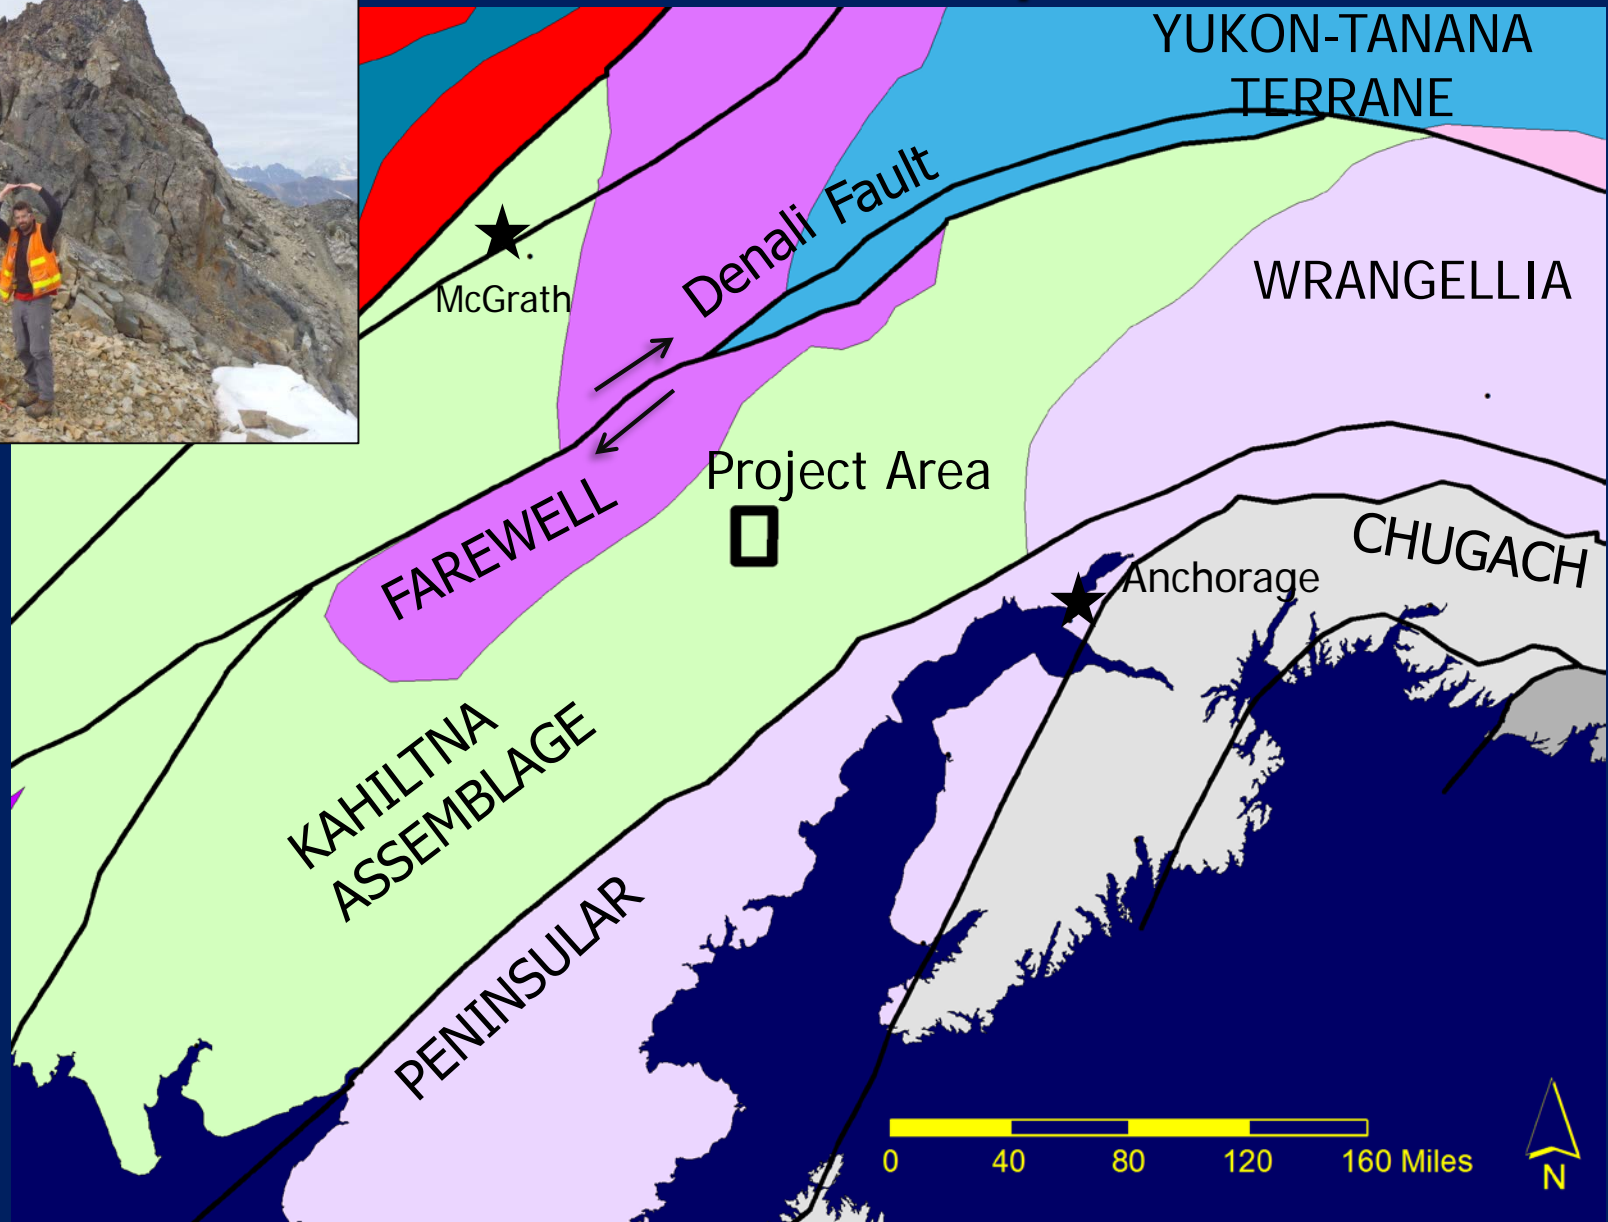 YUKON-TANANA
TERRANE
Denali Fault
McGrath
WRANGELLIA
Project Area
FAREWELL
CHUGACH
Anchorage
KAHILTNA
ASSEMBLAGE
PENINSULAR
0 40 80 120 160 Miles
N